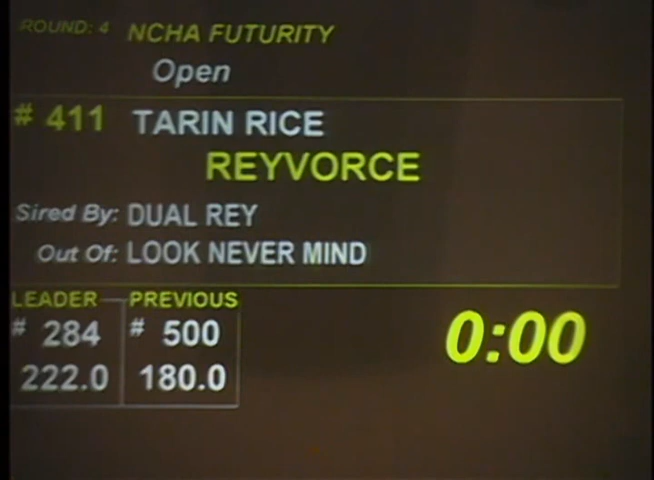 ROUND: 4 NCHA FUTURITY
Open
# 411 TARIN RICE
REYVORCE
Sired By: DUAL REY
Out Of: LOOK NEVER MIND
LEADER PREVIOUS
# 284 # 500
222.0 180.0
0:00